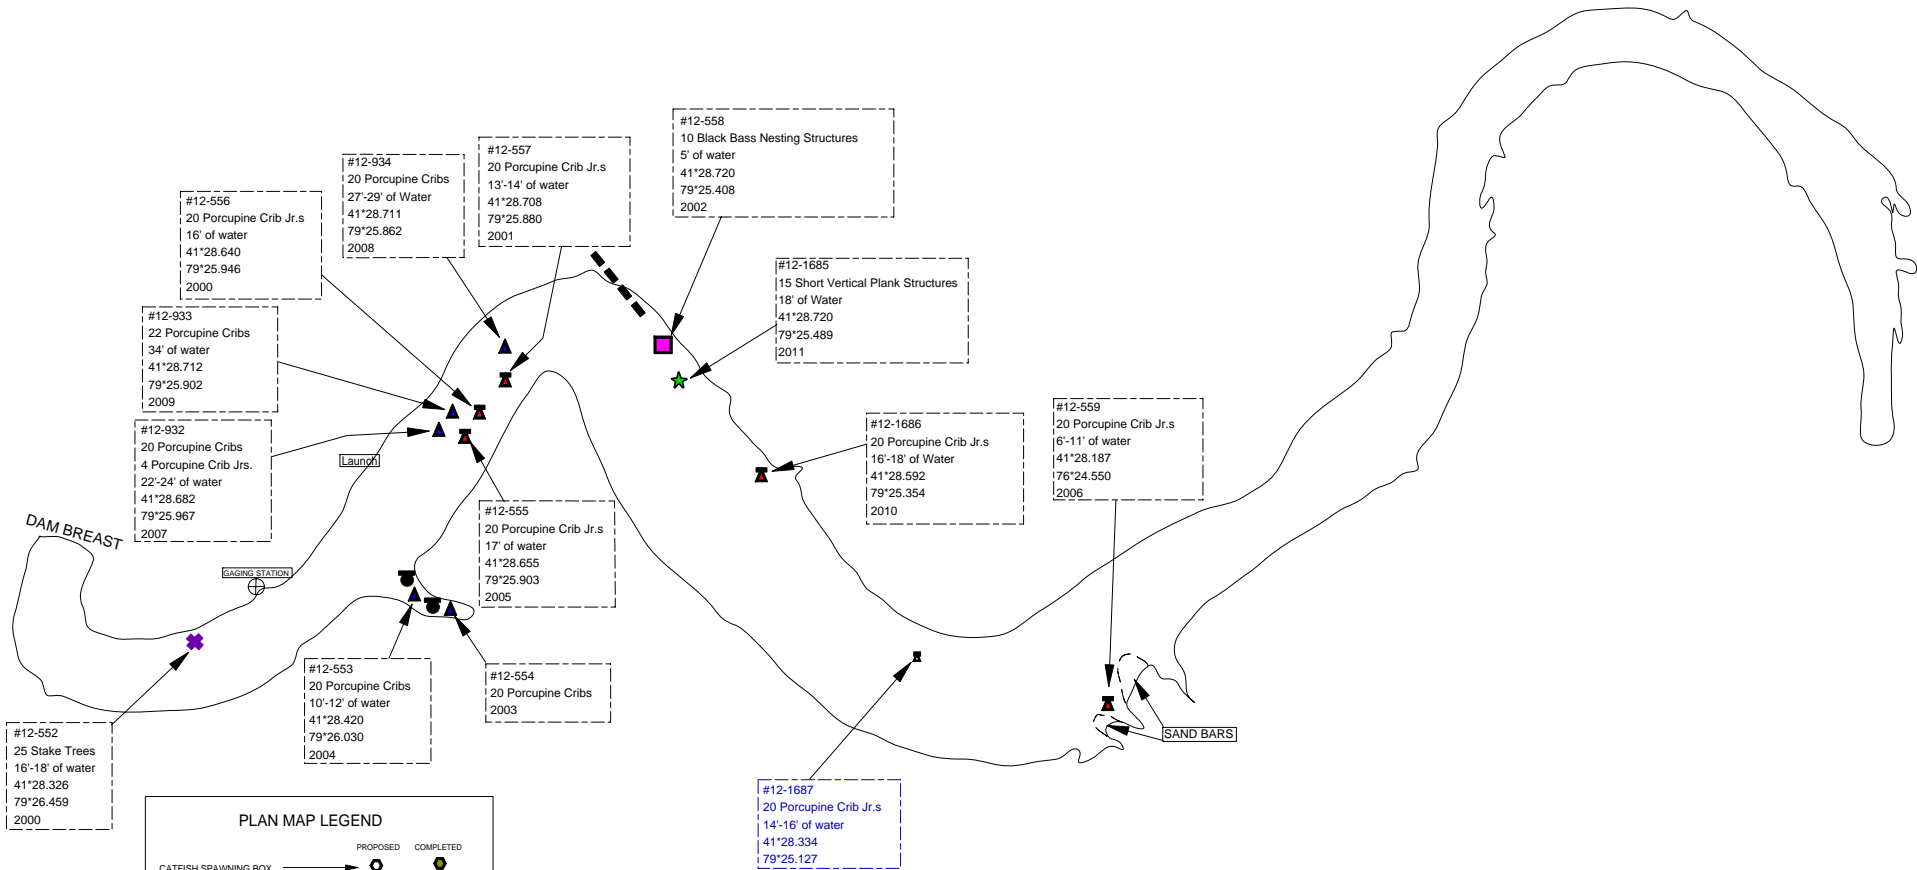 #12-558
10 Black Bass Nesting Structures
5' of water
41*28.720
79*25.408
2002
#12-557
20 Porcupine Crib Jr.s
13'-14' of water
41*28.708
79*25.880
2001
#12-934
20 Porcupine Cribs
27'-29' of Water
41*28.711
79*25.862
2008
#12-556
20 Porcupine Crib Jr.s
16' of water
41*28.640
79*25.946
2000
#12-1685
15 Short Vertical Plank Structures
18' of Water
41*28.720
79*25.489
2011
#12-933
22 Porcupine Cribs
34' of water
41*28.712
79*25.902
2009
#12-932
20 Porcupine Cribs
4 Porcupine Crib Jrs.
22'-24' of water
41*28.682
79*25.967
2007
Launch
#12-1686
20 Porcupine Crib Jr.s
16'-18' of Water
41*28.592
79*25.354
2010
#12-559
20 Porcupine Crib Jr.s
6'-11' of water
41*28.187
76*24.550
2006
#12-555
20 Porcupine Crib Jr.s
17' of water
41*28.655
79*25.903
2005
DAM BREAST
GAGING STATION
#12-553
20 Porcupine Cribs
10'-12' of water
41*28.420
79*26.030
2004
#12-554
20 Porcupine Cribs
2003
SAND BARS
#12-552
25 Stake Trees
16'-18' of water
41*28.326
79*26.459
2000
#12-1687
20 Porcupine Crib Jr.s
14'-16' of water
41*28.334
79*25.127
PLAN MAP LEGEND
PROPOSED COMPLETED
CATFISH SPAWNING BOX